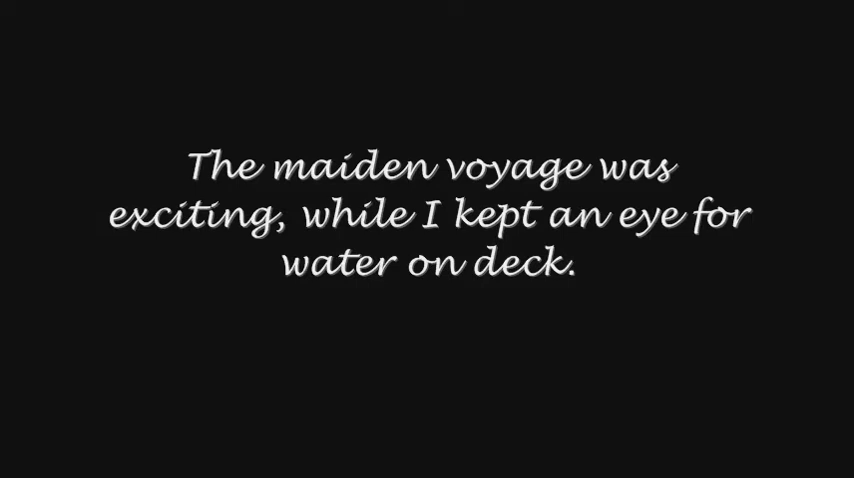 The maiden voyage was
exciting, while I kept an eye for
water on deck.